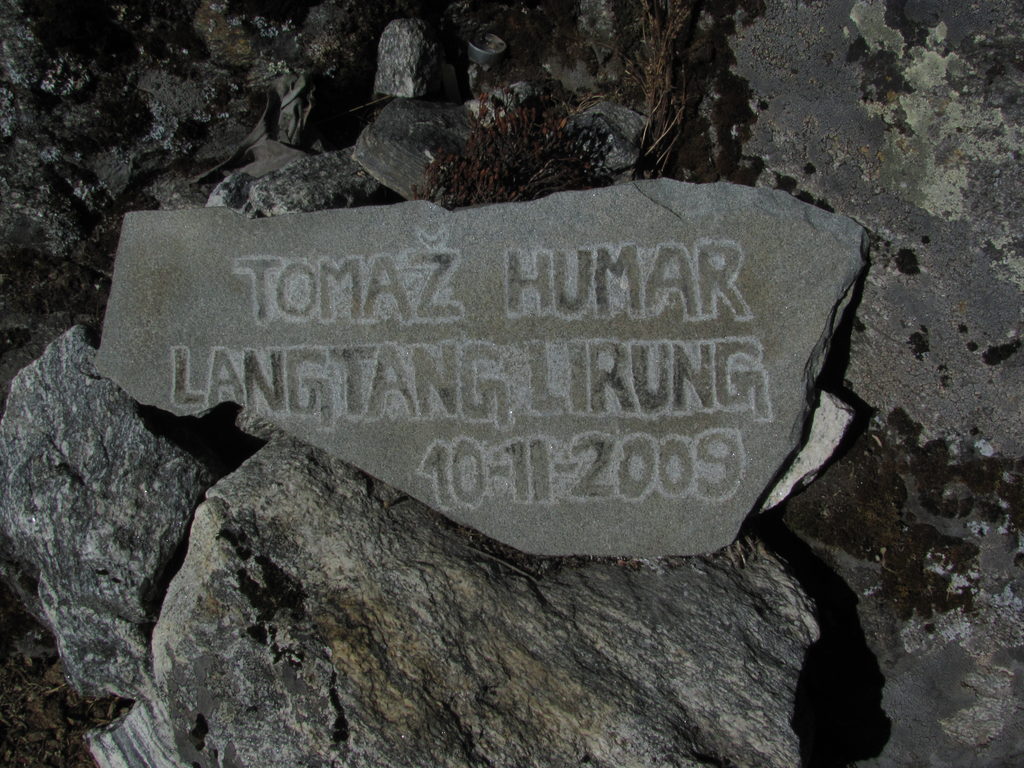 TOMAŽ HUMAR
LANGTANG LIRUNG
10-11-2009